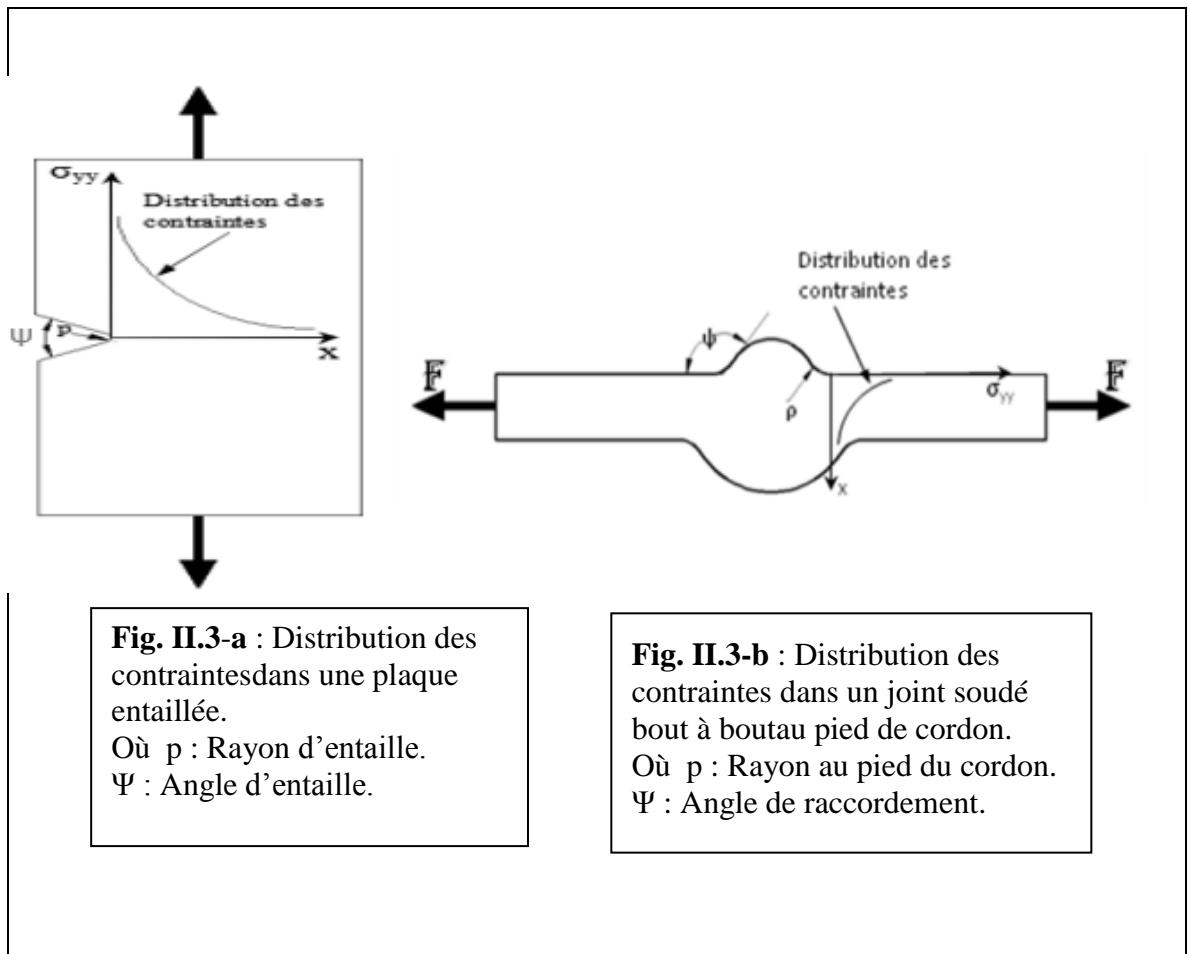 σyy
Distribution des
contraintes
Ψ
p
x
Distribution des
contraintes
ψ
F
F
σyy
ρ
x
Fig. II.3-a : Distribution des
contraintesdans une plaque
entaillée.
Où p : Rayon d’entaille.
Ψ : Angle d’entaille.
Fig. II.3-b : Distribution des
contraintes dans un joint soudé
bout à boutau pied de cordon.
Où p : Rayon au pied du cordon.
Ψ : Angle de raccordement.